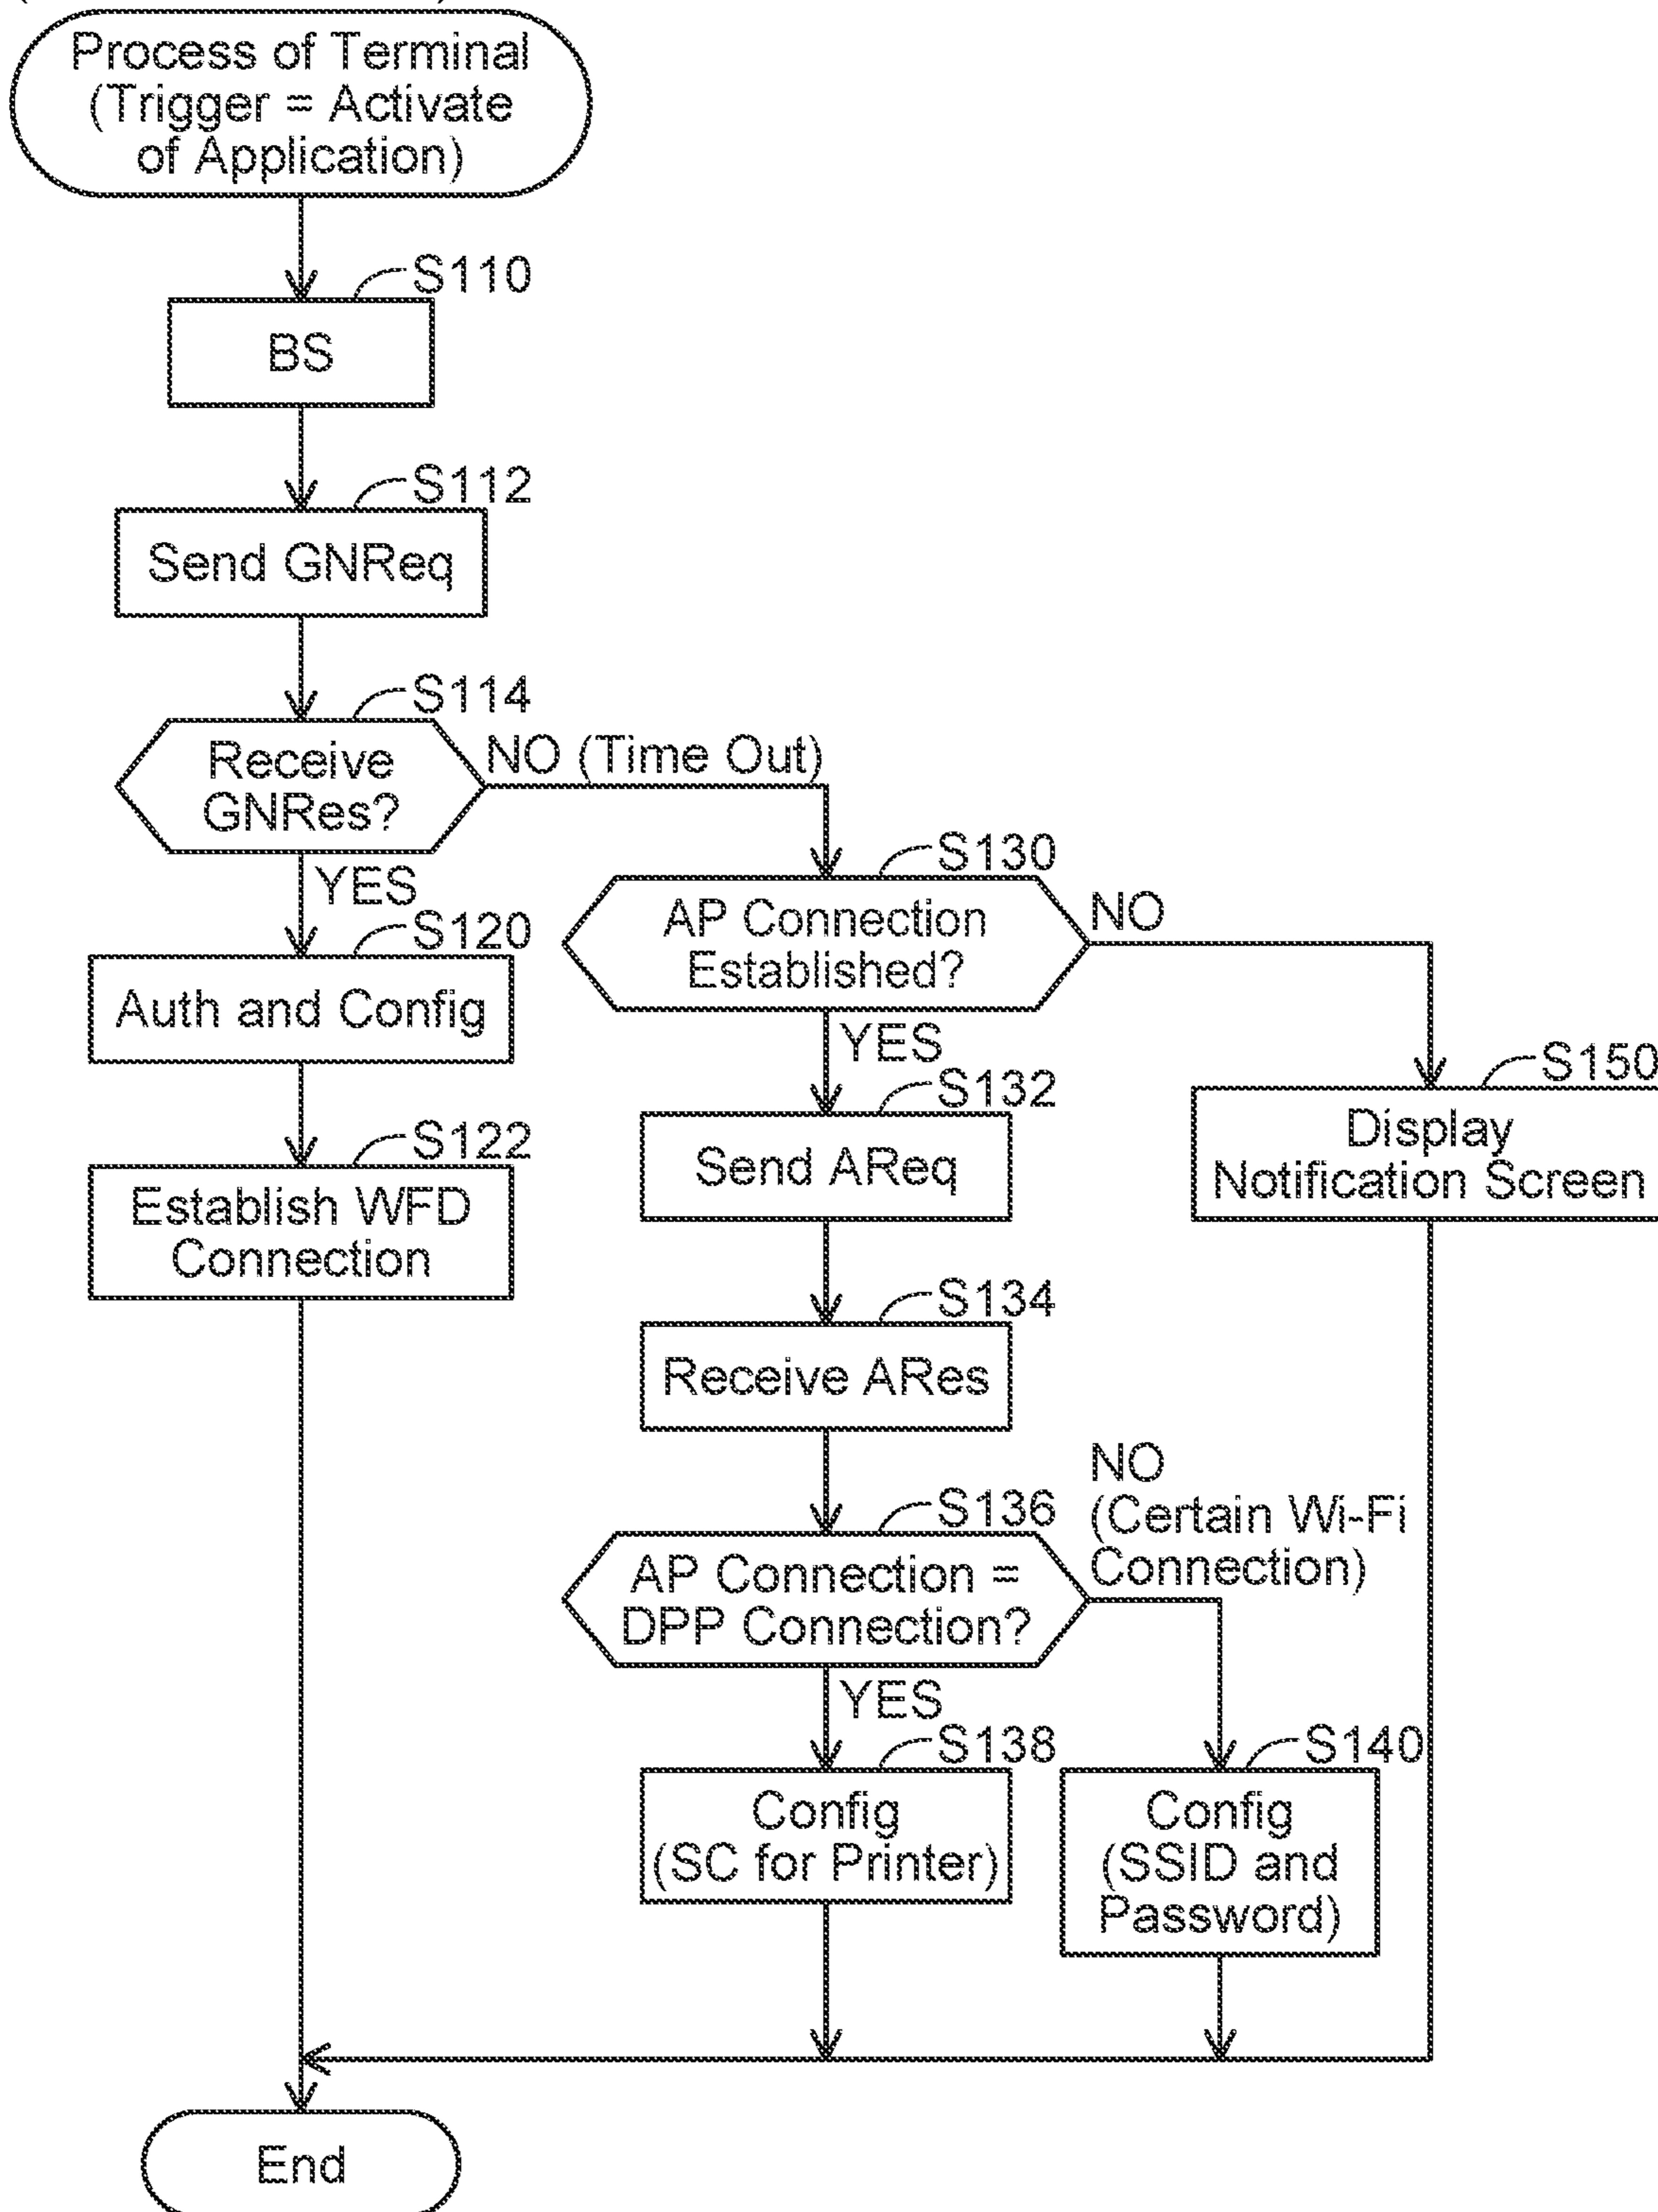 Process of Terminal
(Trigger = Activate
of Application)
S110
BS
S112
Send GNReq
S114
Receive
GNRes?
NO (Time Out)
YES
S130
AP Connection
Established?
NO
S120
Auth and Config
YES
S132
Send AReq
S150
Display
Notification Screen
S122
Establish WFD
Connection
S134
Receive ARes
S136
AP Connection =
DPP Connection?
NO
(Certain Wi-Fi
Connection)
YES
S138
Config
(SC for Printer)
S140
Config
(SSID and
Password)
End